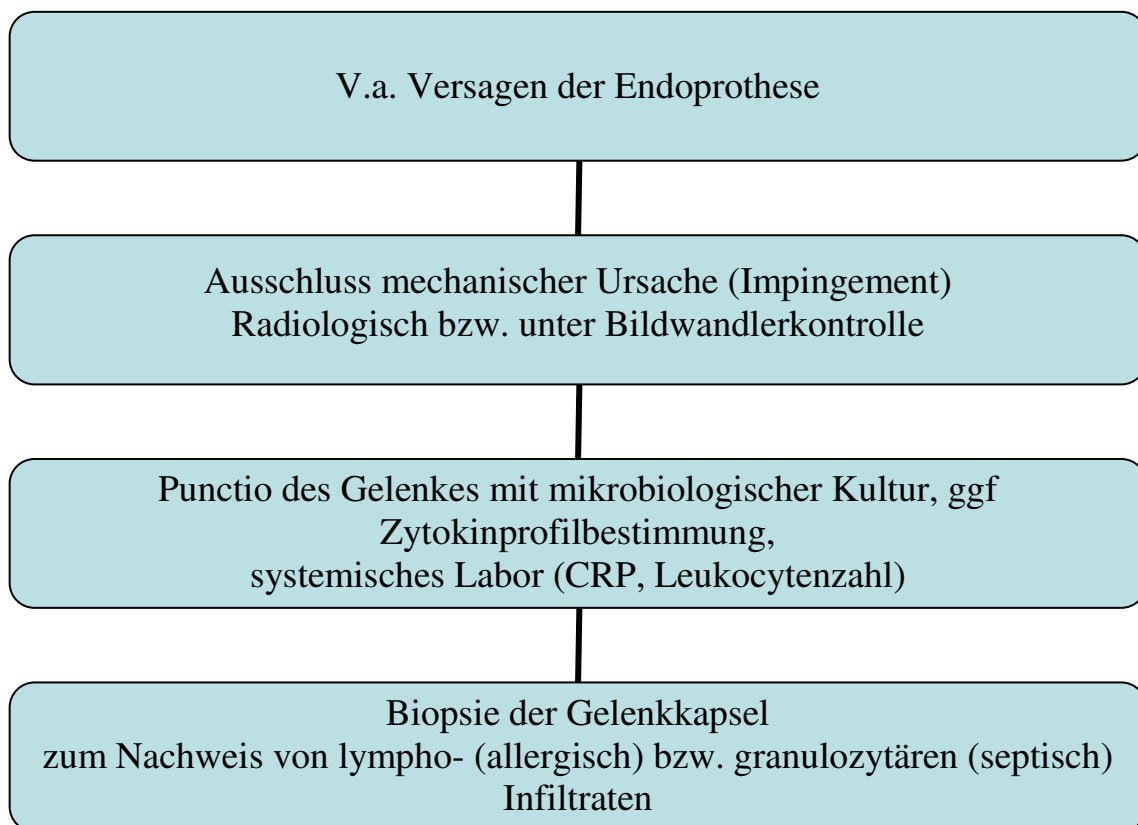 V.a. Versagen der Endoprothese
Ausschluss mechanischer Ursache (Impingement)
Radiologisch bzw. unter Bildwandlerkontrolle
Punctio des Gelenkes mit mikrobiologischer Kultur, ggf
Zytokinprofilbestimmung,
systemisches Labor (CRP, Leukocytenzahl)
Biopsie der Gelenkkapsel
zum Nachweis von lympho- (allergisch) bzw. granulozytären (septisch)
Infiltraten